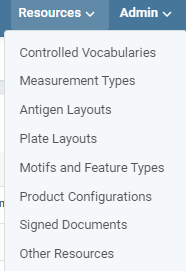 Resources Admin
Controlled Vocabularies
Measurement Types
Antigen Layouts
Plate Layouts
Motifs and Feature Types
Product Configurations
Signed Documents
Other Resources